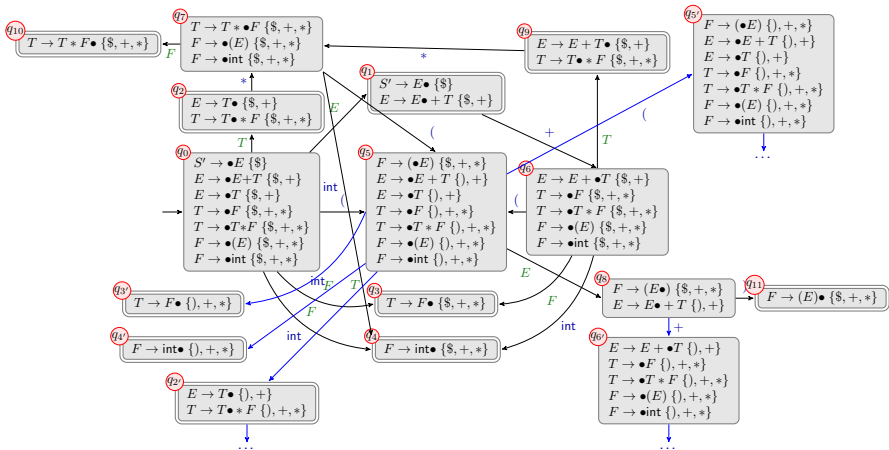 q10
T → T ∗ F• {$, +, ∗}
F
q7
T → T ∗ •F {$, +, ∗}
F → •(E) {$, +, ∗}
F → •int {$, +, ∗}
∗
q9
E → E + T• {$, +}
T → T• ∗ F {$, +, ∗}
q5′
F → (•E) {), +, ∗}
E → •E + T {), +}
E → •T {), +}
T → •F {), +, ∗}
T → •T ∗ F {), +, ∗}
F → •(E) {), +, ∗}
F → •int {), +, ∗}
...
∗
q1
S′ → E• {$}
E → E• + T {$, +}
q2
E → T• {$, +}
T → T• ∗ F {$, +, ∗}
E
(
+
(
T
T
q0
S′ → •E {$}
E → •E+T {$, +}
E → •T {$, +}
T → •F {$, +, ∗}
T → •T∗F {$, +, ∗}
F → •(E) {$, +, ∗}
F → •int {$, +, ∗}
int
(
q5
F → (•E) {$, +, ∗}
E → •E + T {), +}
E → •T {), +}
T → •F {), +, ∗}
T → •T ∗ F {), +, ∗}
F → •(E) {), +, ∗}
F → •int {), +, ∗}
(
q6
E → E + •T {$, +}
T → •F {$, +, ∗}
T → •T ∗ F {$, +, ∗}
F → •(E) {$, +, ∗}
F → •int {$, +, ∗}
int
F
T
E
q3′
T → F• {), +, ∗}
F
q3
T → F• {$, +, ∗}
F
q8
F → (E•) {$, +, ∗}
E → E• + T {), +}
)
q11
F → (E)• {$, +, ∗}
q4′
F → int• {), +, ∗}
int
q4
F → int• {$, +, ∗}
int
+
q2′
E → T• {), +}
T → T• ∗ F {), +, ∗}
...
q6′
E → E + •T {), +}
T → •F {), +, ∗}
T → •T ∗ F {), +, ∗}
F → •(E) {), +, ∗}
F → •int {), +, ∗}
...